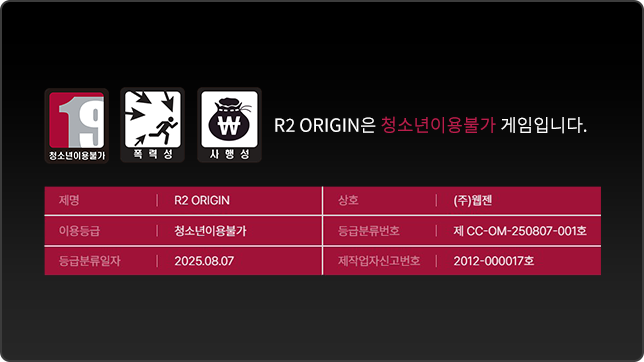 19
청소년이용불가
폭력성
₩
사행성
R2 ORIGIN은 청소년이용불가 게임입니다.
제명 | R2 ORIGIN 상호 | (주)웹젠
이용등급 | 청소년이용불가 등급분류번호 | 제 CC-OM-250807-001호
등급분류일자 | 2025.08.07 제작업자신고번호 | 2012-000017호